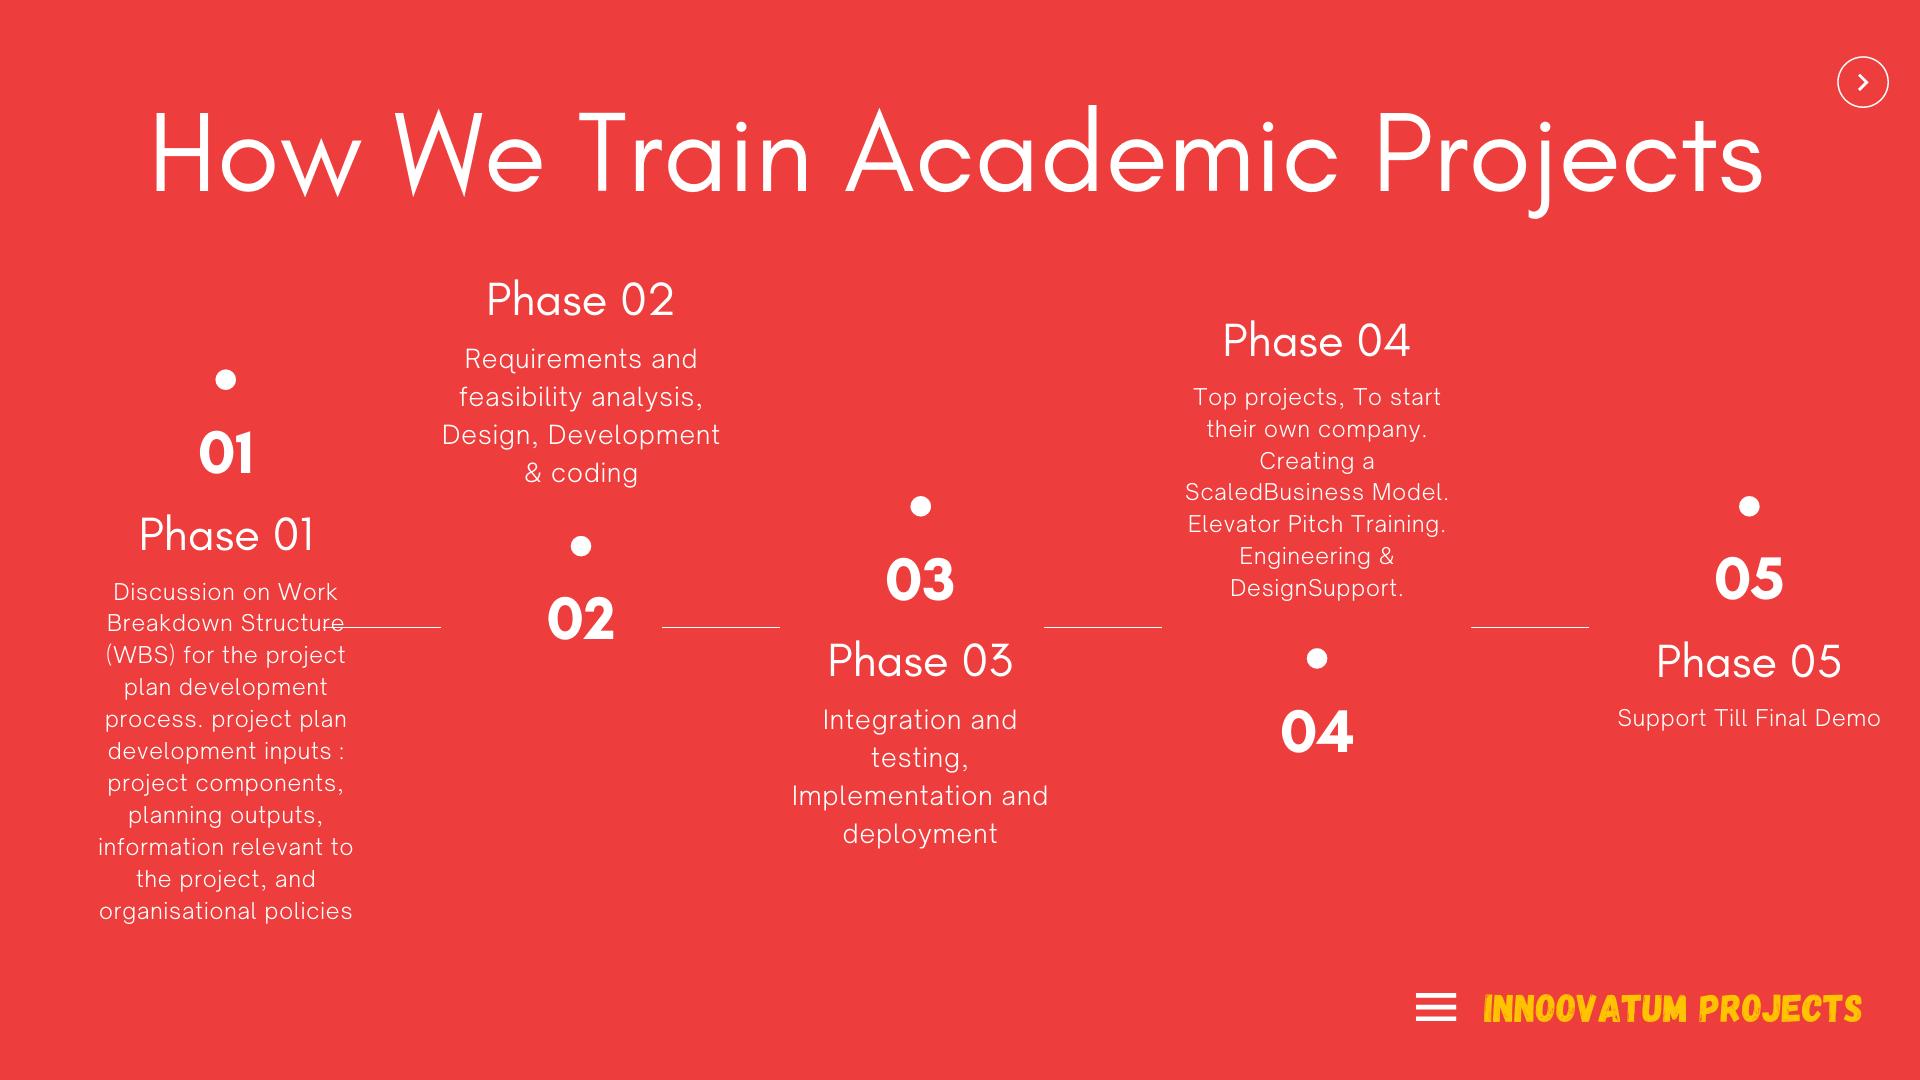 How We Train Academic Projects
01
Phase 01
Discussion on Work
Breakdown Structure
(WBS) for the project
plan development
process. project plan
development inputs :
project components,
planning outputs,
information relevant to
the project, and
organisational policies
Phase 02
Requirements and
feasibility analysis,
Design, Development
& coding
02
03
Phase 03
Integration and
testing,
Implementation and
deployment
Phase 04
Top projects, To start
their own company.
Creating a
ScaledBusiness Model.
Elevator Pitch Training.
Engineering &
DesignSupport.
04
05
Phase 05
Support Till Final Demo
INNOOVATUM PROJECTS